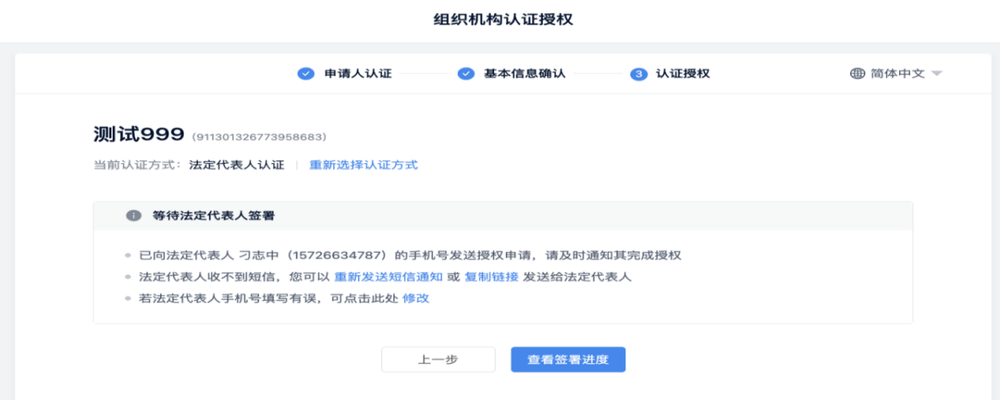 组织机构认证授权
申请人认证 基本信息确认 3 认证授权 简体中文
测试999 (911301326773958683)
当前认证方式: 法定代表人认证 | 重新选择认证方式
等待法定代表人签署
已向法定代表人 刁志中（15726634787）的手机号发送授权申请，请及时通知其完成授权
法定代表人收不到短信，您可以 重新发送短信通知 或 复制链接 发送给法定代表人
若法定代表人手机号填写有误，可点击此处 修改
上一步 查看签署进度